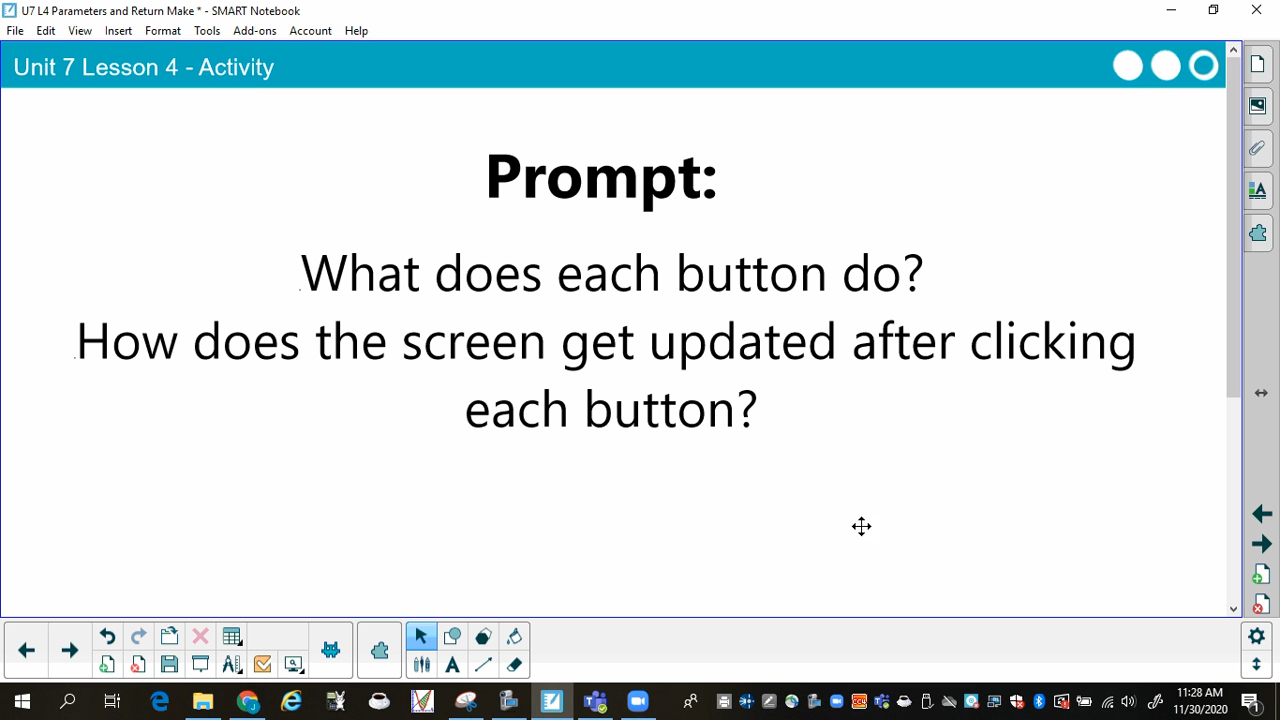 U7 L4 Parameters and Return Make * - SMART Notebook
File Edit View Insert Format Tools Add-ons Account Help
Unit 7 Lesson 4 - Activity
Prompt:
What does each button do?
How does the screen get updated after clicking
each button?
11:28 AM
11/30/2020